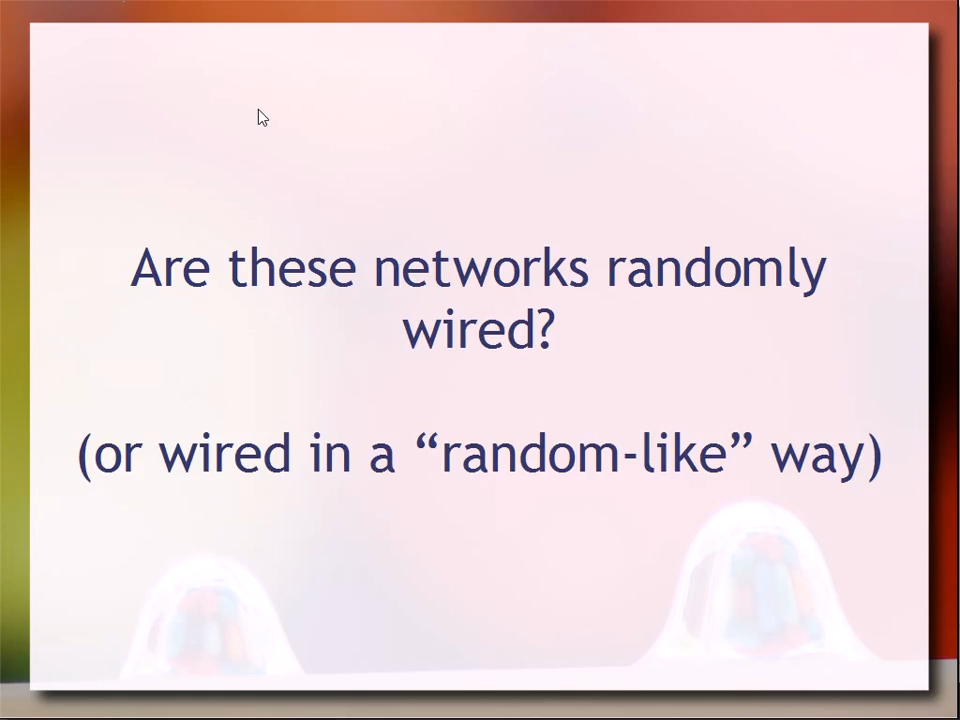 Are these networks randomly
wired?
(or wired in a “random-like” way)